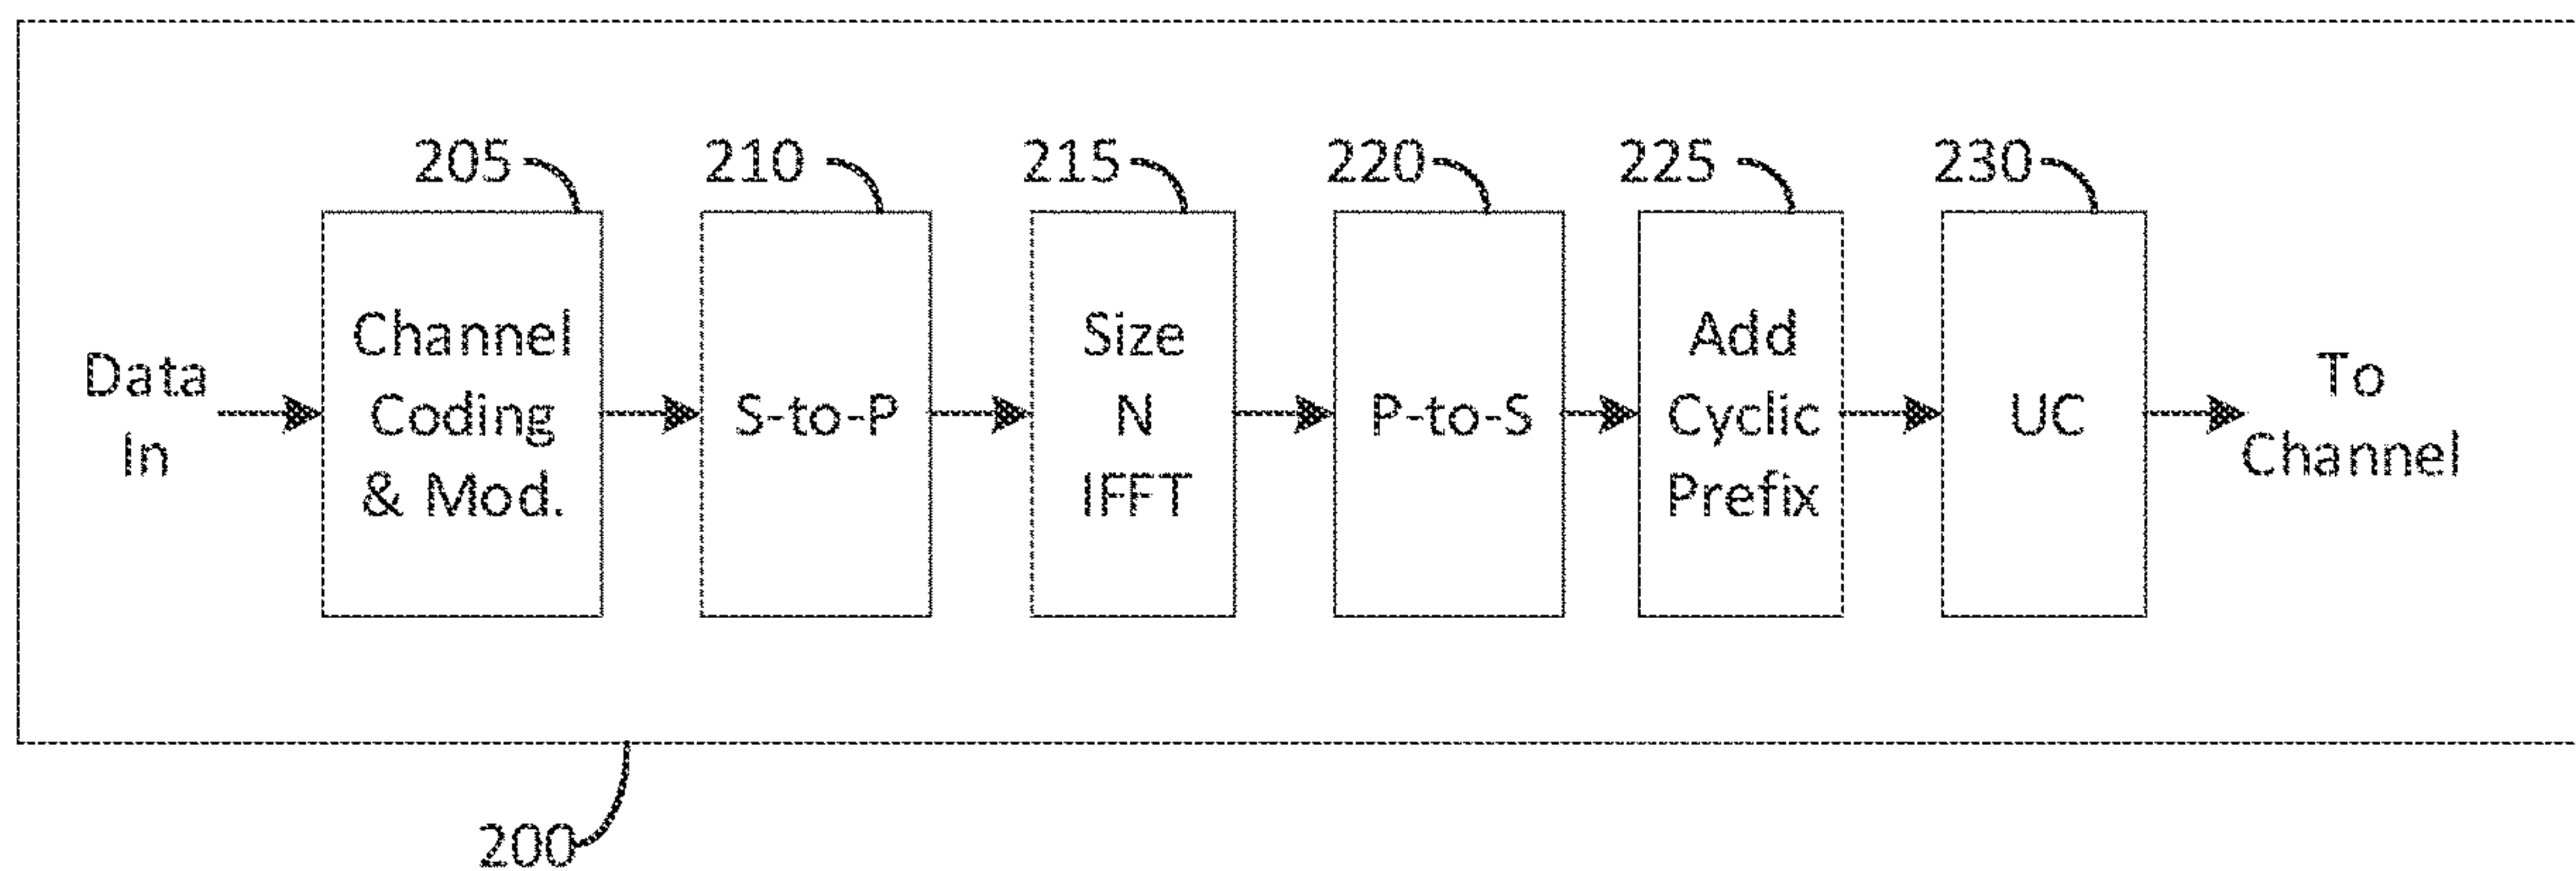 205
210
215
220
225
230
Data
In
Channel
Coding
& Mod.
S-to-P
Size
N
IFFT
P-to-S
Add
Cyclic
Prefix
UC
To
Channel
200